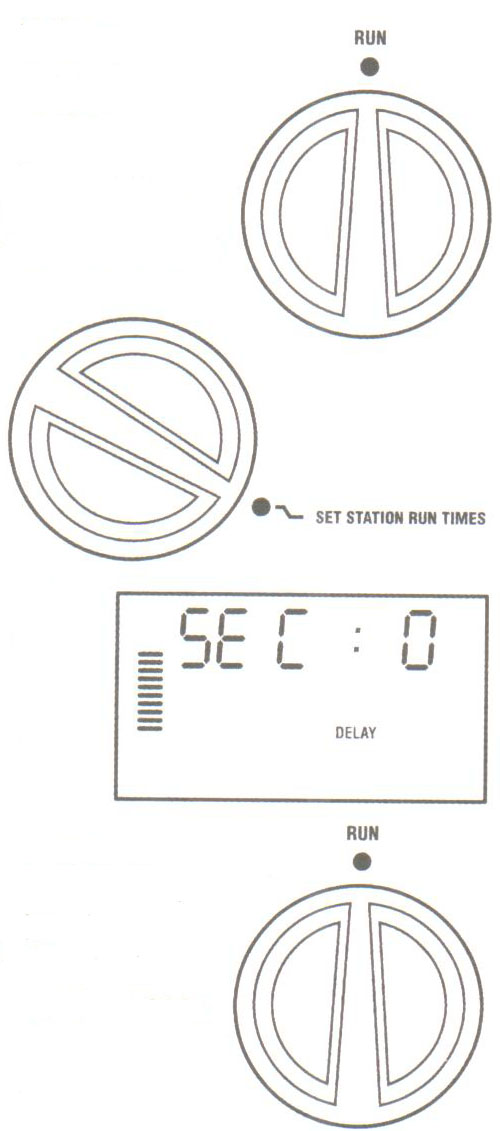 RUN
SET STATION RUN TIMES
SEC : 0
DELAY
RUN